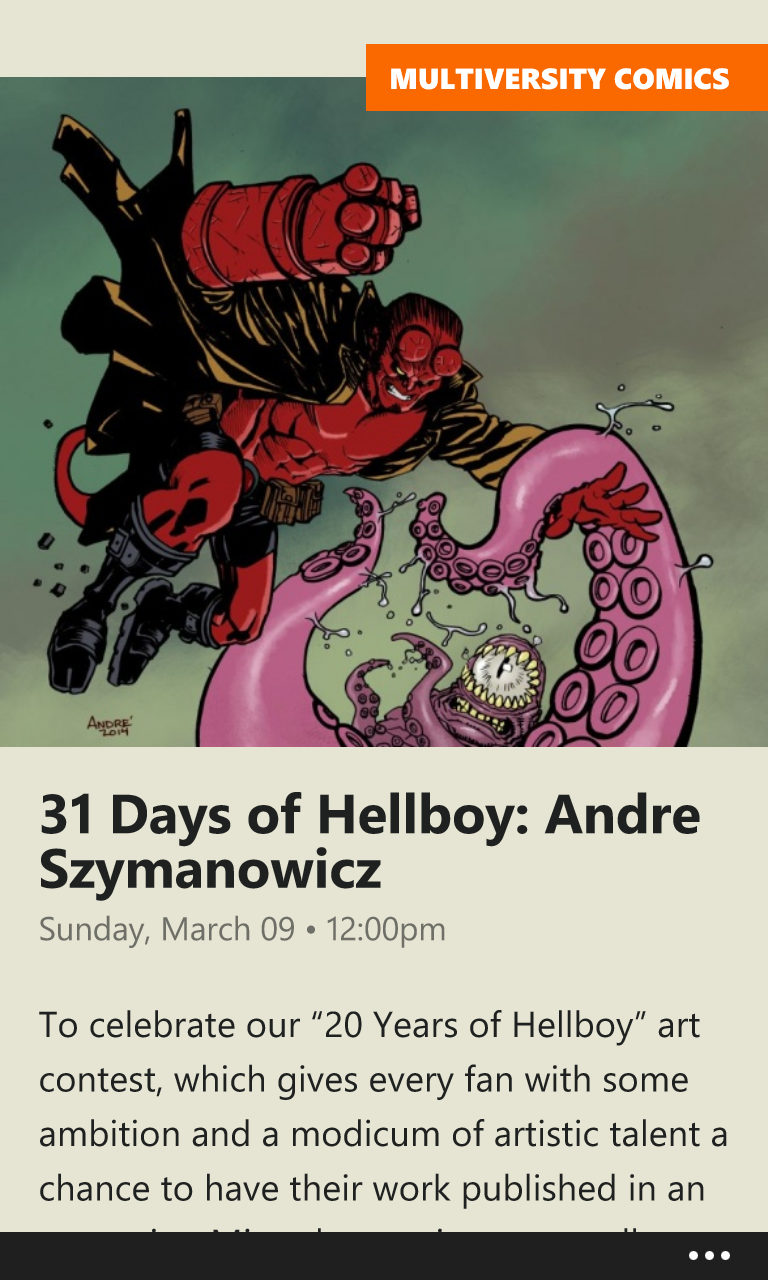 MULTIVERSITY COMICS
ANDRE'
2014
31 Days of Hellboy: Andre
Szymanowicz
Sunday, March 09 • 12:00pm
To celebrate our “20 Years of Hellboy” art
contest, which gives every fan with some
ambition and a modicum of artistic talent a
chance to have their work published in an